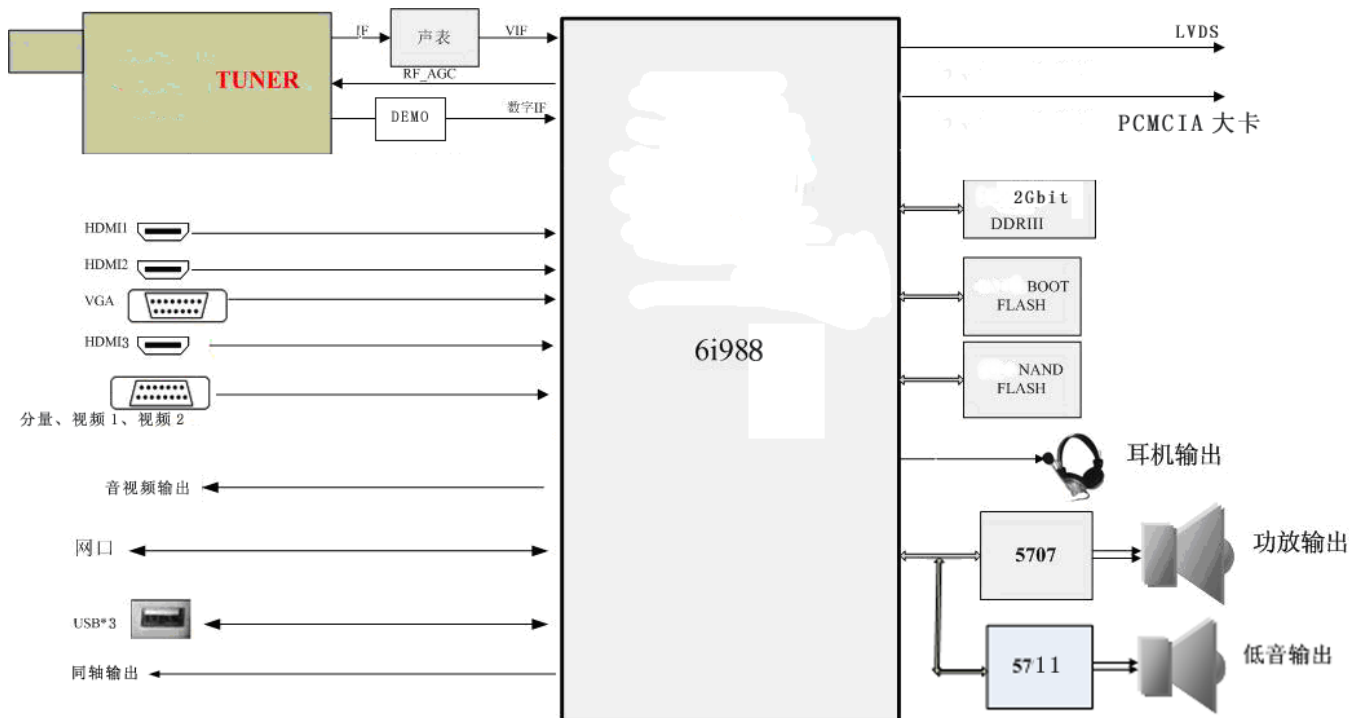 IF
声表
VIF
TUNER
RF_AGC
DEMO
数字IF
HDMI1
HDMI2
VGA
HDMI3
分量、视频1、视频2
音视频输出
网口
USB*3
同轴输出
6i988
LVDS
PCMCIA 大卡
2Gbit
DDRIII
BOOT
FLASH
NAND
FLASH
耳机输出
5707
功放输出
5711
低音输出